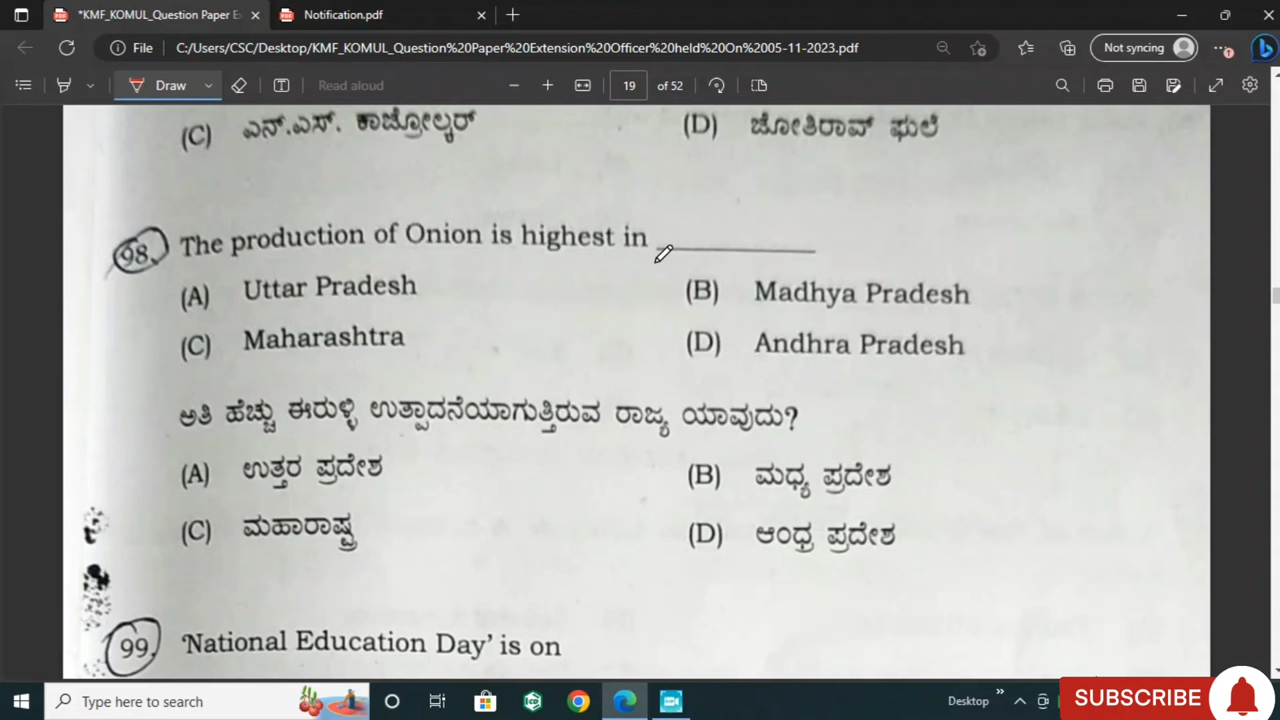 *KMF_KOMUL_Question Paper Ex
Notification.pdf
File
C:/Users/CSC/Desktop/KMF_KOMUL_Question%20Paper%20Extension%20Officer%20held%20On%2005-11-2023.pdf
Not syncing
Draw
Read aloud
19 of 52
(C) ಎನ್.ಎಸ್. ಕಾಜ್ರೋಲ್ಕರ್ (D) ಜೋತಿರಾವ್ ಫುಲೆ
98. The production of Onion is highest in ____________
(A) Uttar Pradesh (B) Madhya Pradesh
(C) Maharashtra (D) Andhra Pradesh
ಅತಿ ಹೆಚ್ಚು ಈರುಳ್ಳಿ ಉತ್ಪಾದನೆಯಾಗುತ್ತಿರುವ ರಾಜ್ಯ ಯಾವುದು?
(A) ಉತ್ತರ ಪ್ರದೇಶ (B) ಮಧ್ಯ ಪ್ರದೇಶ
(C) ಮಹಾರಾಷ್ಟ್ರ (D) ಆಂಧ್ರ ಪ್ರದೇಶ
99. 'National Education Day' is on
Type here to search
Desktop
SUBSCRIBE